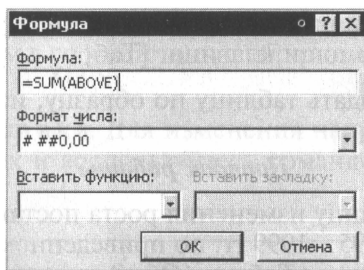 Формула
Формула:
=SUM(ABOVE)
Формат числа:
# ##0,00
Вставить функцию: Вставить закладку:
ОК Отмена